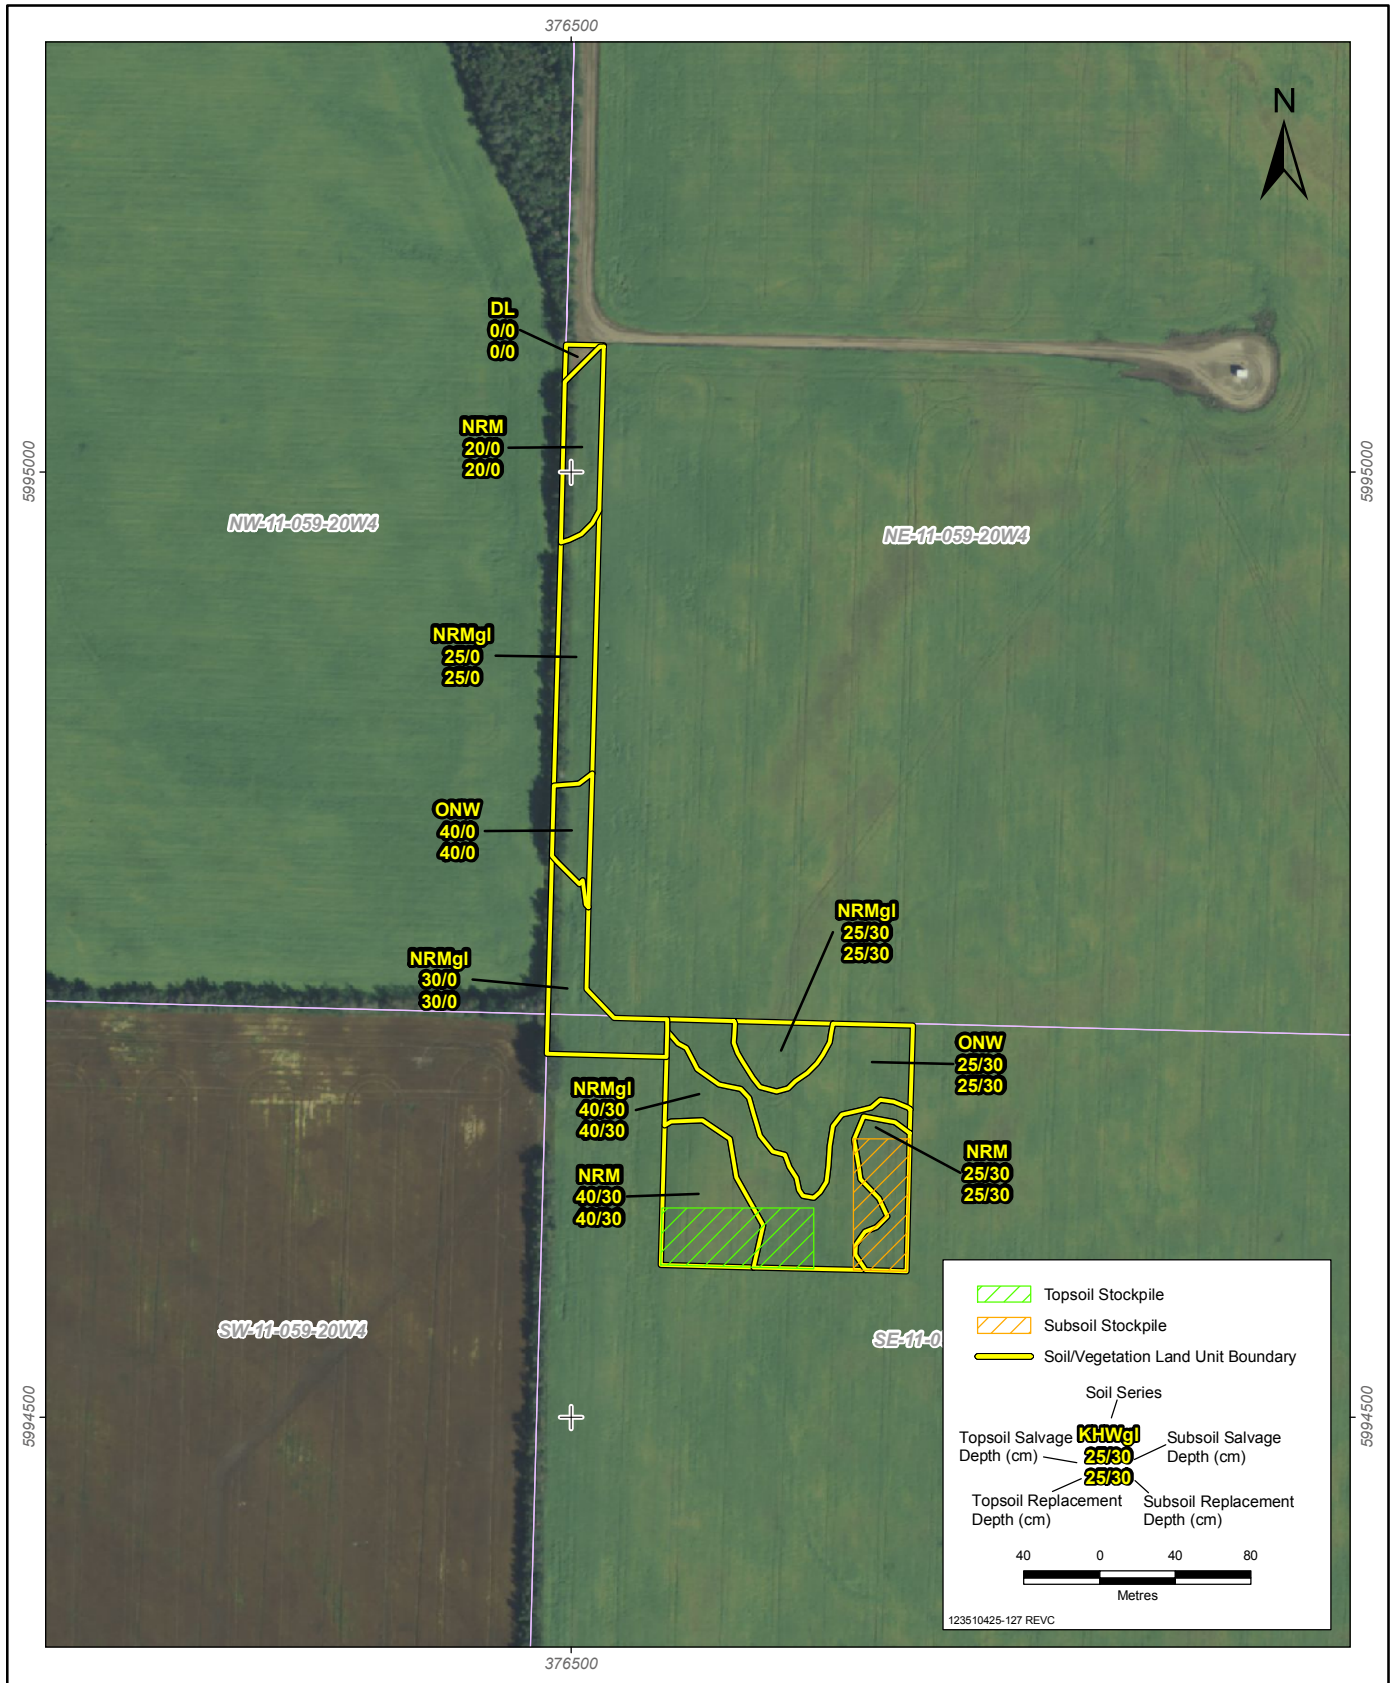 376500
N
DL
0/0
0/0
NRM
20/0
20/0
5995000
5995000
NW-11-059-20W4
NE-11-059-20W4
NRMgl
25/0
25/0
ONW
40/0
40/0
NRMgl
25/30
25/30
NRMgl
30/0
30/0
ONW
25/30
25/30
NRMgl
40/30
40/30
NRM
25/30
25/30
NRM
40/30
40/30
SW-11-059-20W4
SE-11-0
5994500
5994500
Topsoil Stockpile
Subsoil Stockpile
Soil/Vegetation Land Unit Boundary
Soil Series
Topsoil Salvage
Depth (cm)
KHWgl
25/30
25/30
Subsoil Salvage
Depth (cm)
Topsoil Replacement
Depth (cm)
Subsoil Replacement
Depth (cm)
40 0 40 80
Metres
123510425-127 REVC
376500